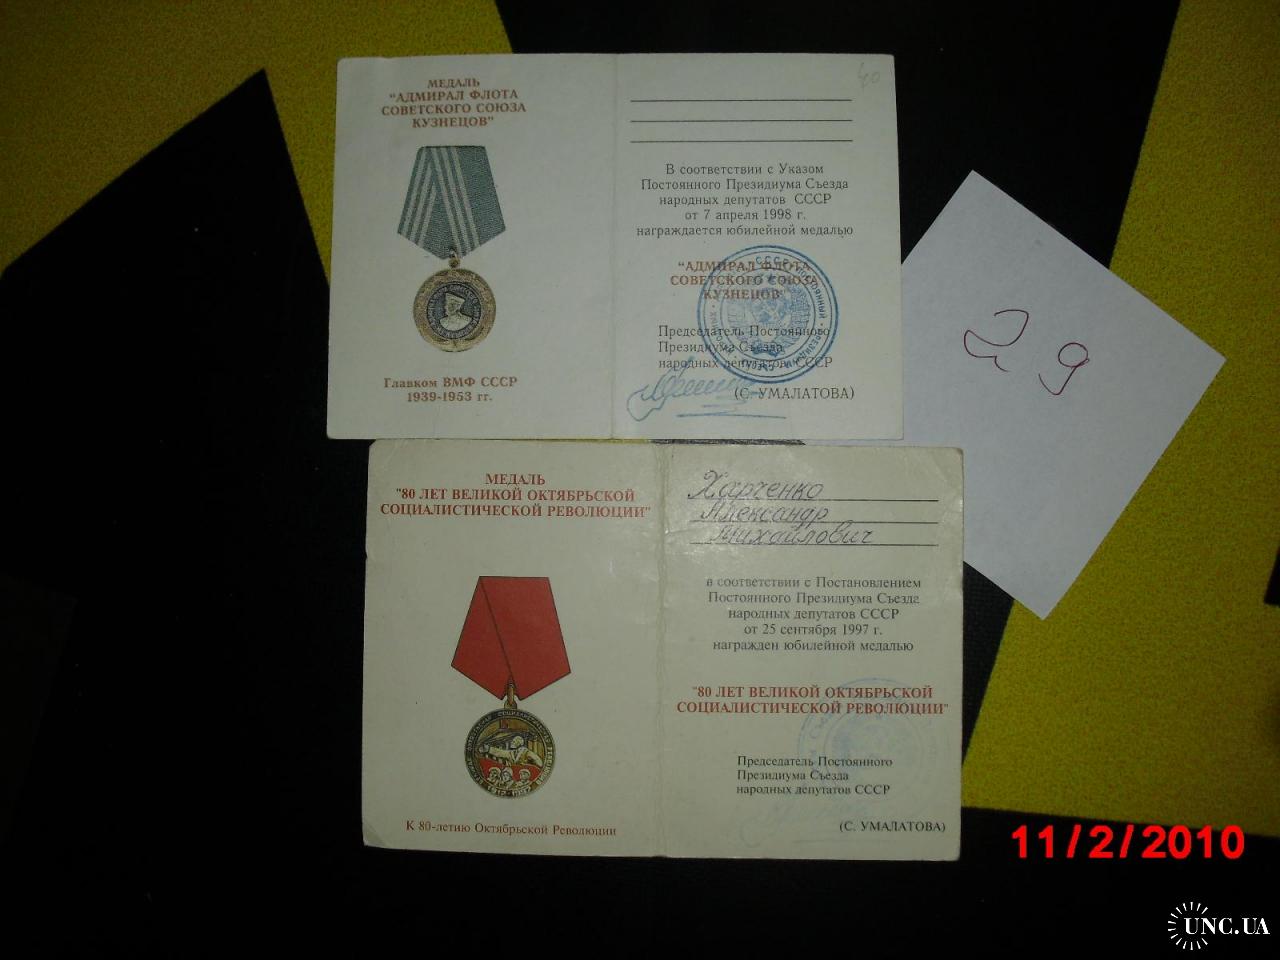 МЕДАЛЬ
"АДМИРАЛ ФЛОТА
СОВЕТСКОГО СОЮЗА
КУЗНЕЦОВ"
Главком ВМФ СССР
1939-1953 гг.
40
В соответствии с Указом
Постоянного Президиума Съезда
народных депутатов СССР
от 7 апреля 1998 г.
награждается юбилейной медалью
"АДМИРАЛ ФЛОТА
СОВЕТСКОГО СОЮЗА
КУЗНЕЦОВ"
Председатель Постоянного
Президиума Съезда
народных депутатов СССР
(С. УМАЛАТОВА)
29
МЕДАЛЬ
"80 ЛЕТ ВЕЛИКОЙ ОКТЯБРЬСКОЙ
СОЦИАЛИСТИЧЕСКОЙ РЕВОЛЮЦИИ"
1917-1997
К 80-летию Октябрьской Революции
Харченко
Александр
Михайлович
в соответствии с Постановлением
Постоянного Президиума Съезда
народных депутатов СССР
от 25 сентября 1997 г.
награжден юбилейной медалью
"80 ЛЕТ ВЕЛИКОЙ ОКТЯБРЬСКОЙ
СОЦИАЛИСТИЧЕСКОЙ РЕВОЛЮЦИИ"
Председатель Постоянного
Президиума Съезда
народных депутатов СССР
(С. УМАЛАТОВА)
11/2/2010
UNC.UA